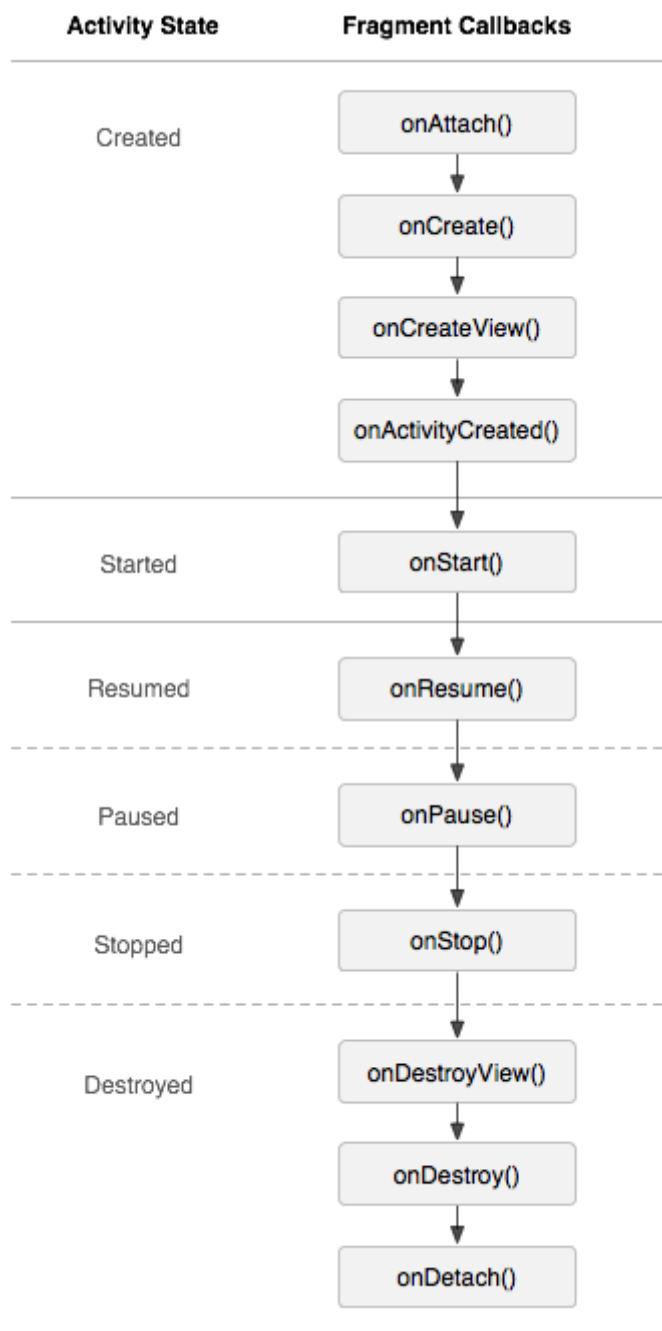 Activity State Fragment Callbacks
Created
onAttach()
onCreate()
onCreateView()
onActivityCreated()
Started
onStart()
Resumed
onResume()
Paused
onPause()
Stopped
onStop()
Destroyed
onDestroyView()
onDestroy()
onDetach()